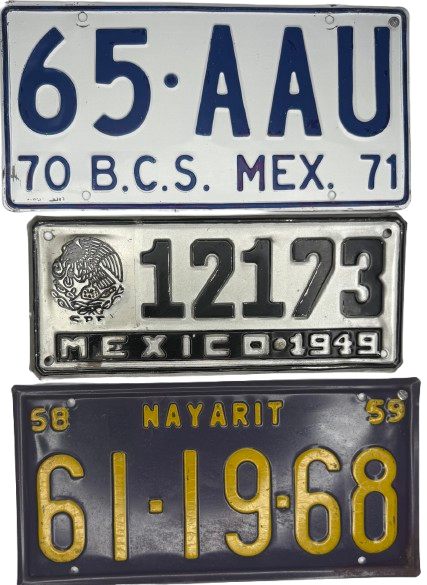 65·AAU
70 B.C.S. MEX. 71
12173
MEXICO·1949
58 NAYARIT 59
61·19·68